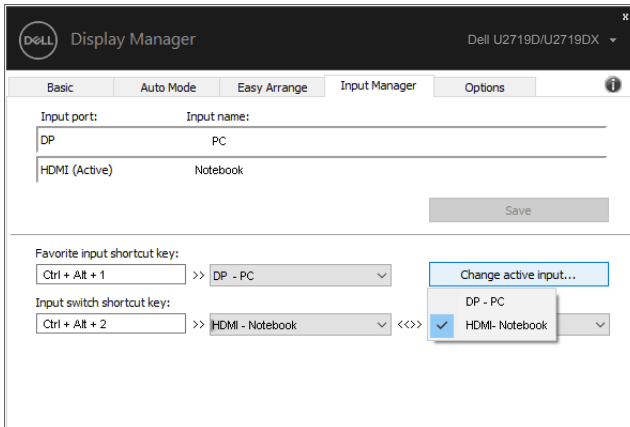 x
DELL Display Manager Dell U2719D/U2719DX
Basic Auto Mode Easy Arrange Input Manager Options i
Input port: Input name:
DP PC
HDMI (Active) Notebook
Save
Favorite input shortcut key:
Ctrl + Alt + 1 >> DP - PC Change active input...
DP - PC
Input switch shortcut key:
Ctrl + Alt + 2 >> HDMI - Notebook <<>> HDMI- Notebook